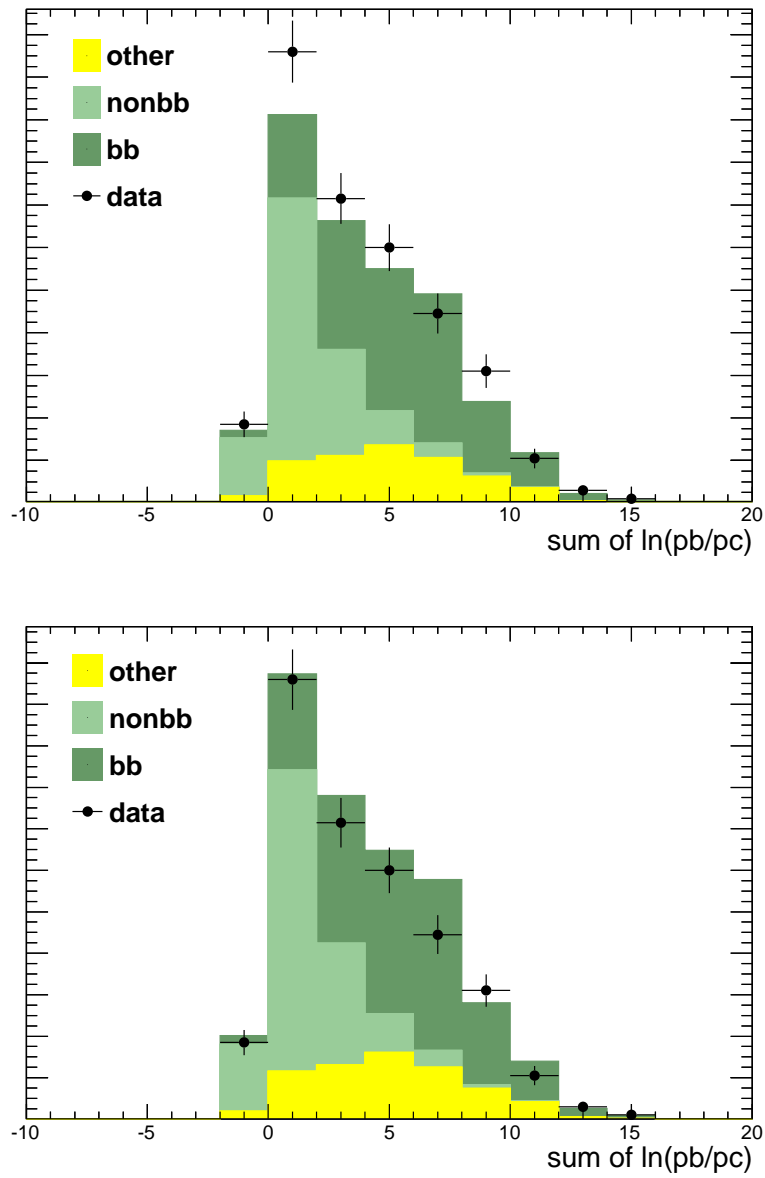 other
nonbb
bb
data
-10 -5 0 5 10 15 20
sum of ln(pb/pc)
other
nonbb
bb
data
-10 -5 0 5 10 15 20
sum of ln(pb/pc)